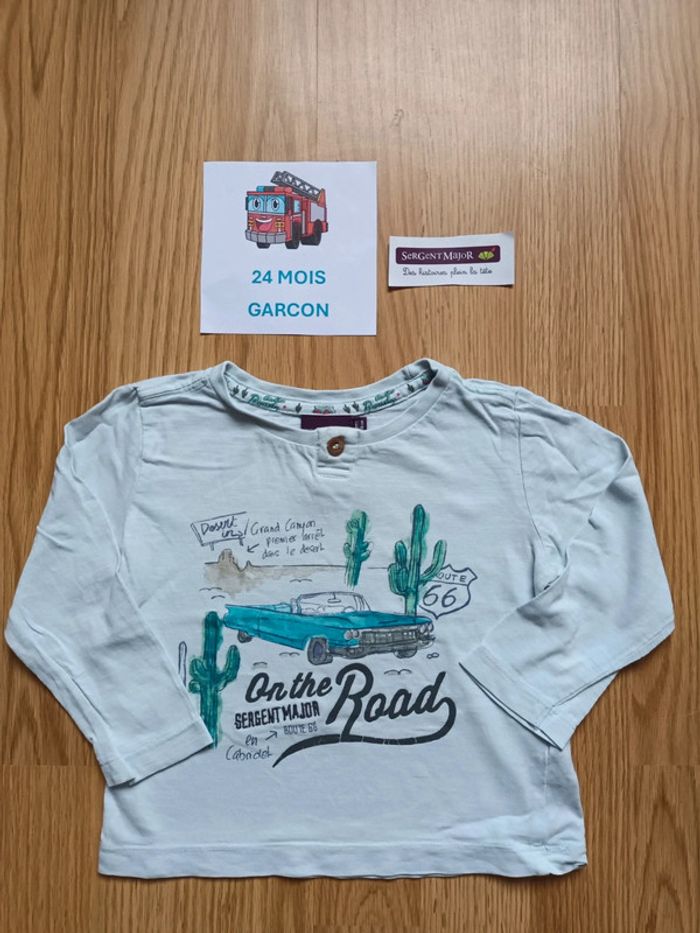 24 MOIS
GARCON
SERGENT MAJOR
Des histoires plein la tête
Desert
Grand Canyon
premier arrêt
dans le desert
ROUTE
66
On the Road
SERGENT MAJOR
ROUTE 66
en
Cabriolet